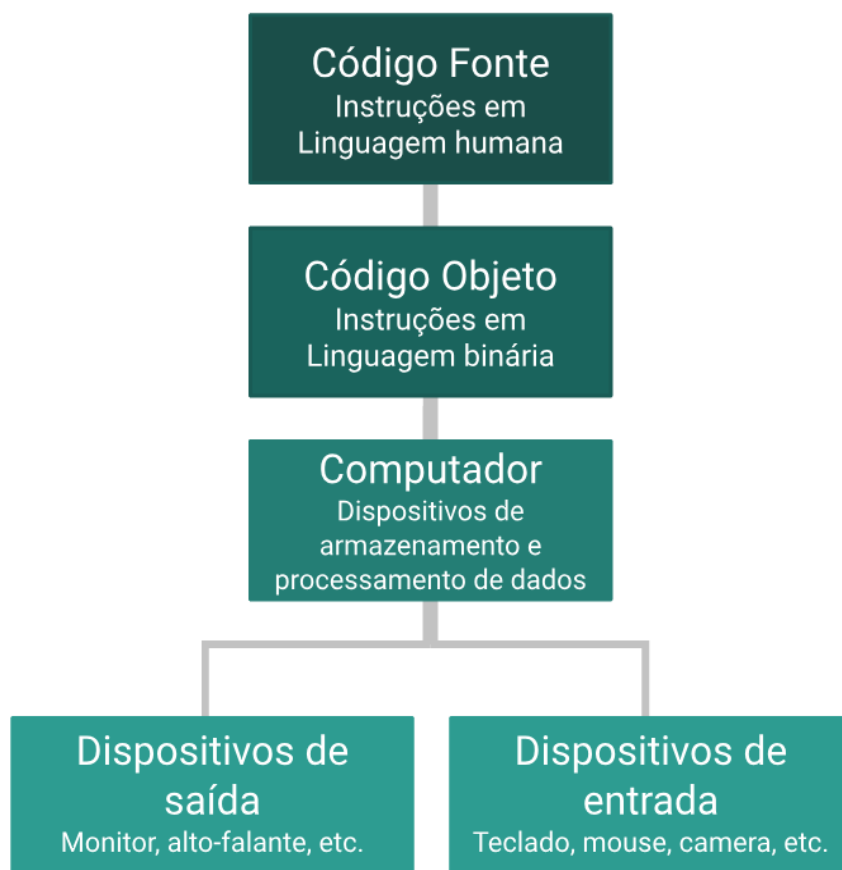 Código Fonte
Instruções em
Linguagem humana
Código Objeto
Instruções em
Linguagem binária
Computador
Dispositivos de
armazenamento e
processamento de dados
Dispositivos de
saída
Monitor, alto-falante, etc.
Dispositivos de
entrada
Teclado, mouse, camera, etc.